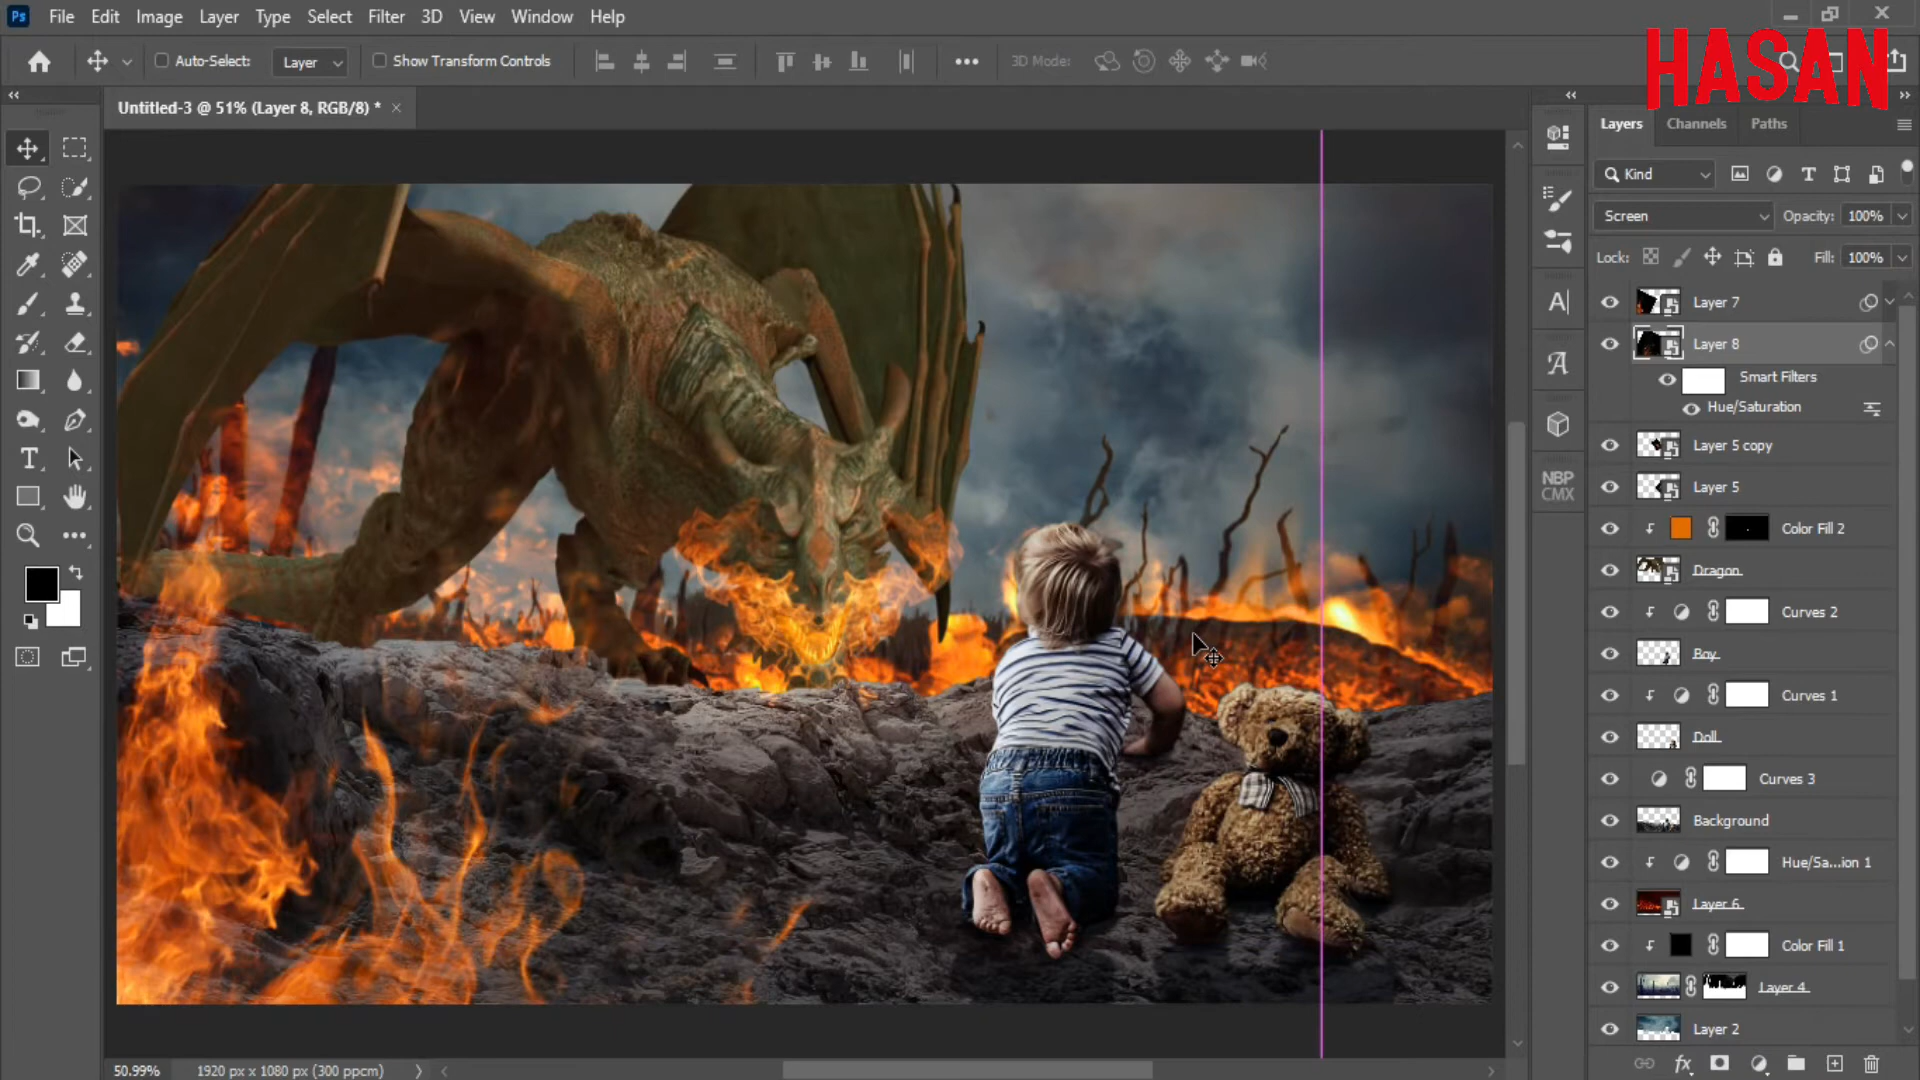 Ps File Edit Image Layer Type Select Filter 3D View Window Help
Auto-Select: Layer Show Transform Controls 3D Mode:
HASAN
Untitled-3 @ 51% (Layer 8, RGB/8) *
Layers Channels Paths
Kind
Screen Opacity: 100%
Lock: Fill: 100%
Layer 7
Layer 8
Smart Filters
Hue/Saturation
Layer 5 copy
Layer 5
Color Fill 2
Dragon
Curves 2
Boy
Curves 1
Doll
Curves 3
Background
Hue/Sa...ion 1
Layer 6
Color Fill 1
Layer 4
Layer 2
NBP
CMX
50.99% 1920 px x 1080 px (300 ppcm)
fx